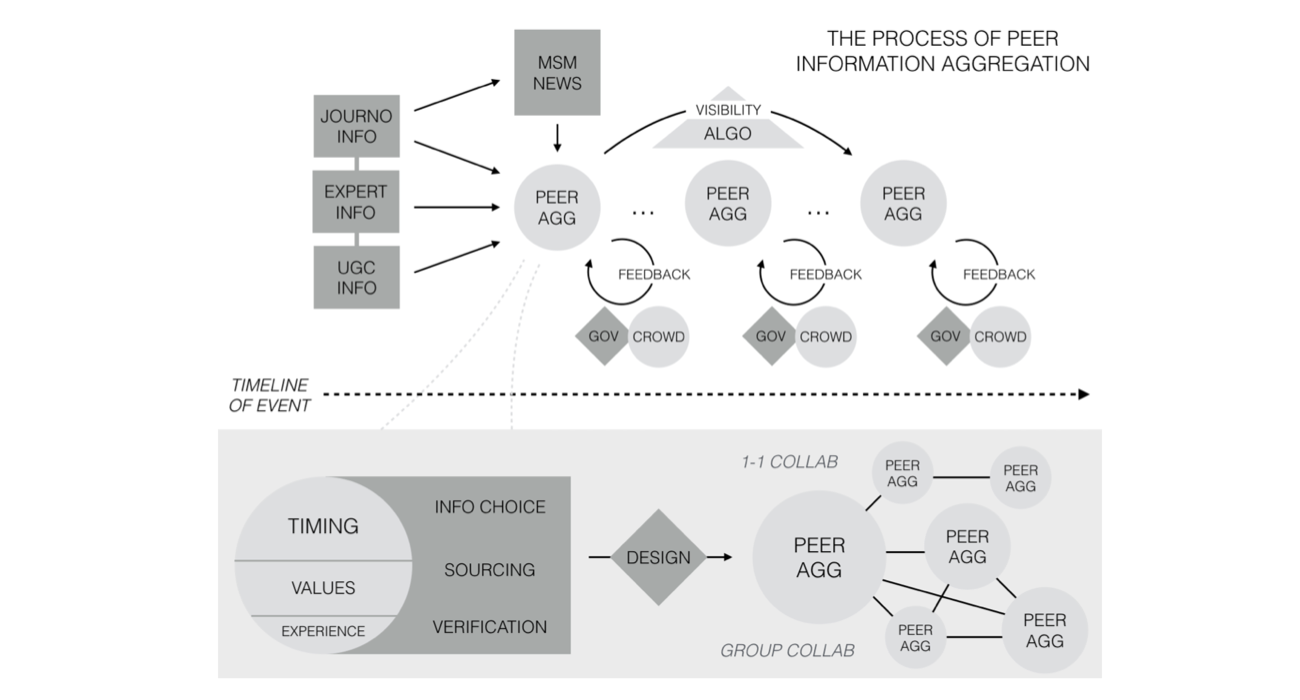 THE PROCESS OF PEER
INFORMATION AGGREGATION
MSM
NEWS
JOURNO
INFO
EXPERT
INFO
UGC
INFO
VISIBILITY
ALGO
PEER
AGG
...
PEER
AGG
...
PEER
AGG
FEEDBACK
FEEDBACK
FEEDBACK
GOV
CROWD
GOV
CROWD
GOV
CROWD
TIMELINE
OF EVENT
TIMING
VALUES
EXPERIENCE
INFO CHOICE
SOURCING
VERIFICATION
DESIGN
1-1 COLLAB
PEER
AGG
PEER
AGG
PEER
AGG
PEER
AGG
PEER
AGG
PEER
AGG
GROUP COLLAB